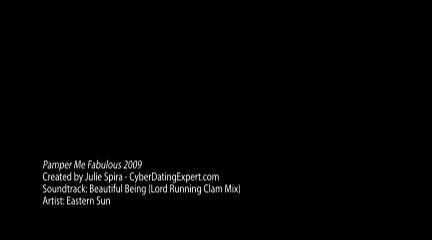 Pamper Me Fabulous 2009
Created by Julie Spira - CyberDatingExpert.com
Soundtrack: Beautiful Being (Lord Running Clam Mix)
Artist: Eastern Sun